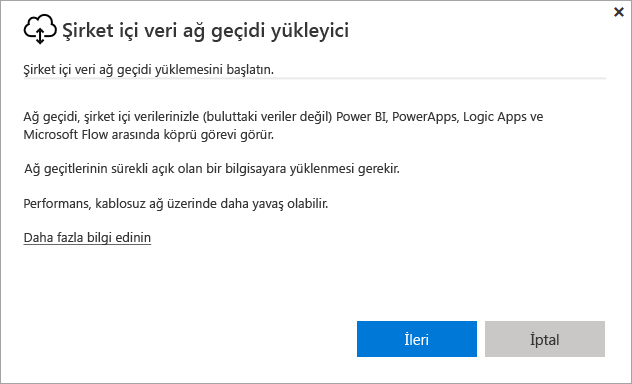 Şirket içi veri ağ geçidi yükleyici
Şirket içi veri ağ geçidi yüklemesini başlatın.
Ağ geçidi, şirket içi verilerinizle (buluttaki veriler değil) Power BI, PowerApps, Logic Apps ve
Microsoft Flow arasında köprü görevi görür.
Ağ geçitlerinin sürekli açık olan bir bilgisayara yüklenmesi gerekir.
Performans, kablosuz ağ üzerinde daha yavaş olabilir.
Daha fazla bilgi edinin
İleri
İptal